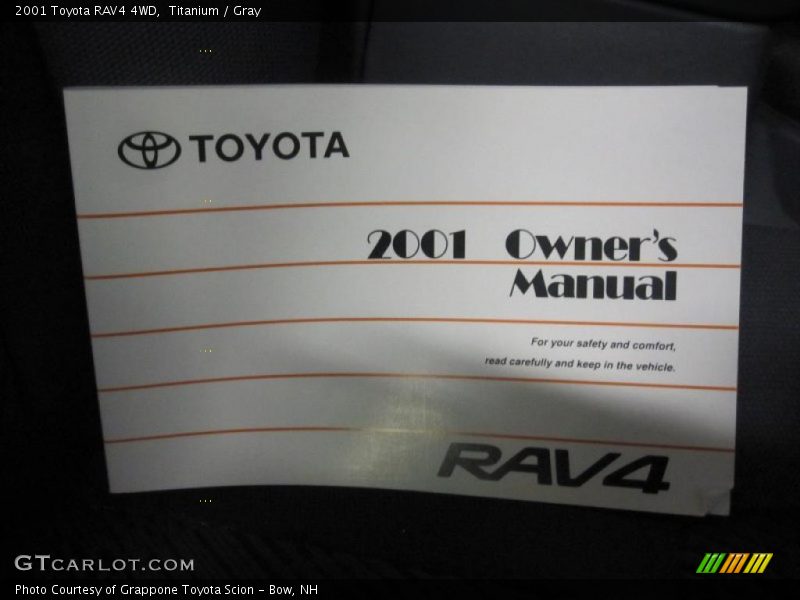 2001 Toyota RAV4 4WD,  Titanium / Gray
TOYOTA
2001 Owner's
Manual
For your safety and comfort,
read carefully and keep in the vehicle.
RAV4
GTCARLOT.COM
Photo Courtesy of Grappone Toyota Scion - Bow, NH